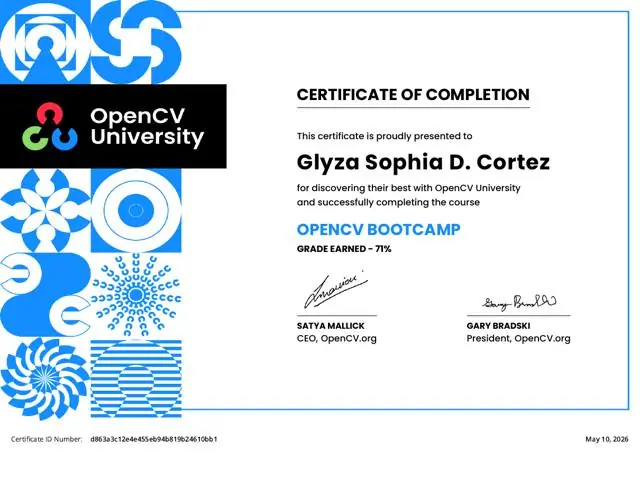 OpenCV
University
CERTIFICATE OF COMPLETION
This certificate is proudly presented to
Glyza Sophia D. Cortez
for discovering their best with OpenCV University
and successfully completing the course
OPENCV BOOTCAMP
GRADE EARNED - 71%
SATYA MALLICK
CEO, OpenCV.org
GARY BRADSKI
President, OpenCV.org
Certificate ID Number: d863a3c12e4e455eb94b819b24610bb1
May 10, 2026